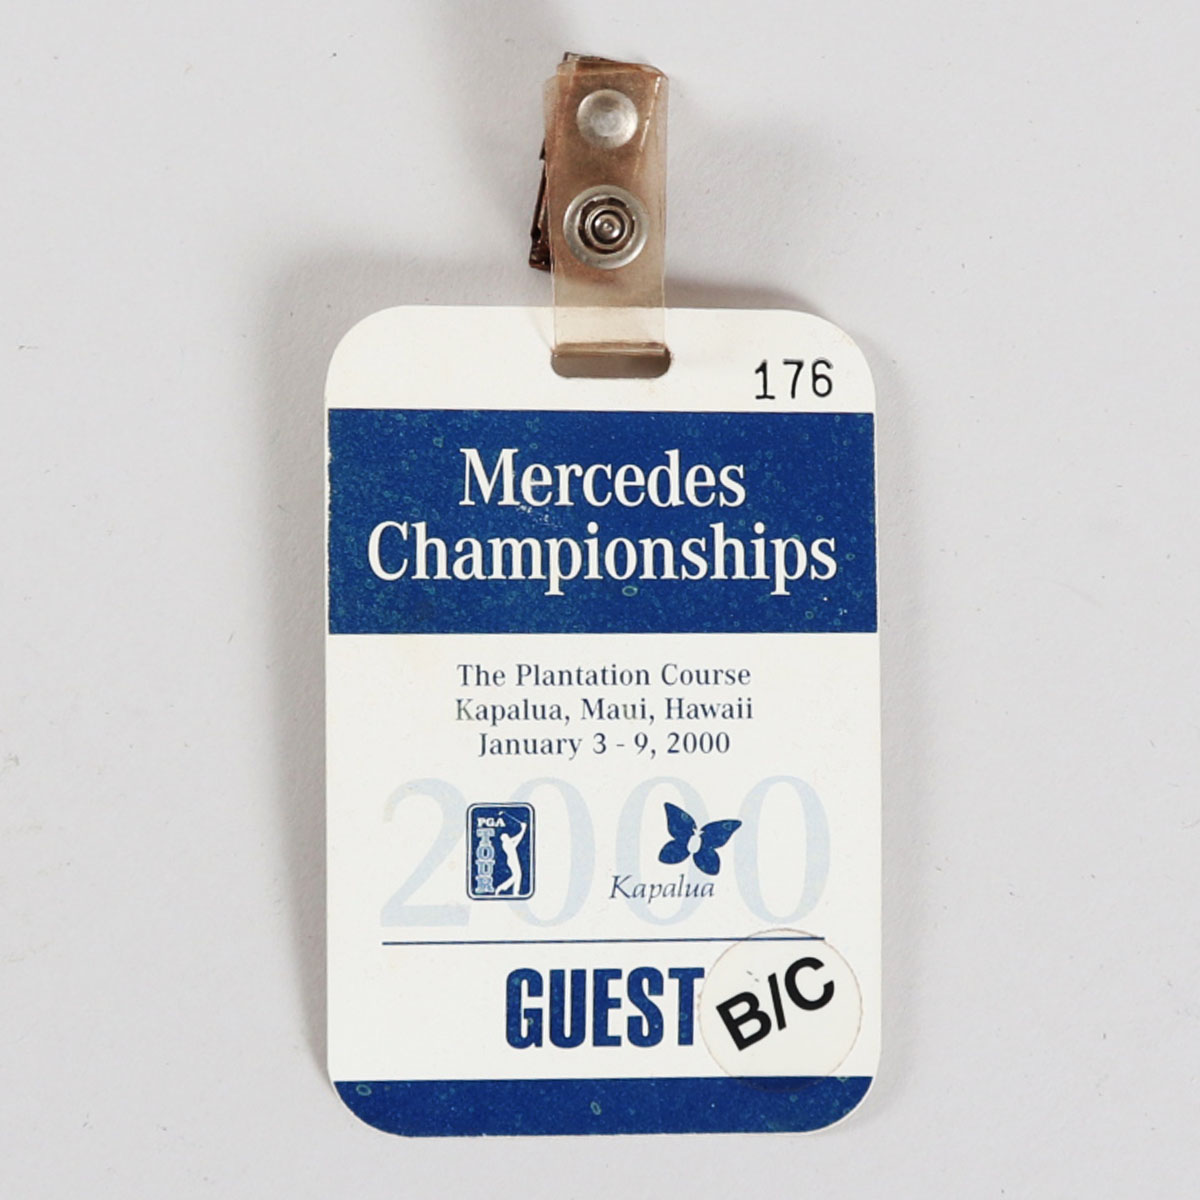 176
Mercedes
Championships
The Plantation Course
Kapalua, Maui, Hawaii
January 3 - 9, 2000
2000
PGA
TOUR
Kapalua
GUEST
B/C